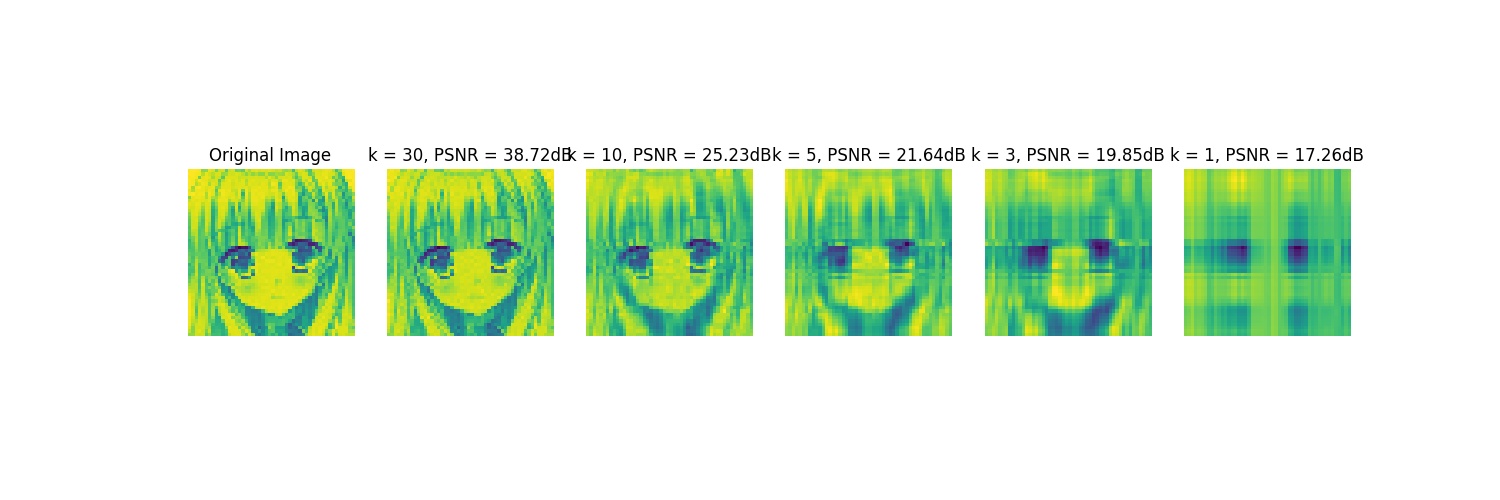 Original Image
k = 30, PSNR = 38.72dB
k = 10, PSNR = 25.23dB
k = 5, PSNR = 21.64dB
k = 3, PSNR = 19.85dB
k = 1, PSNR = 17.26dB